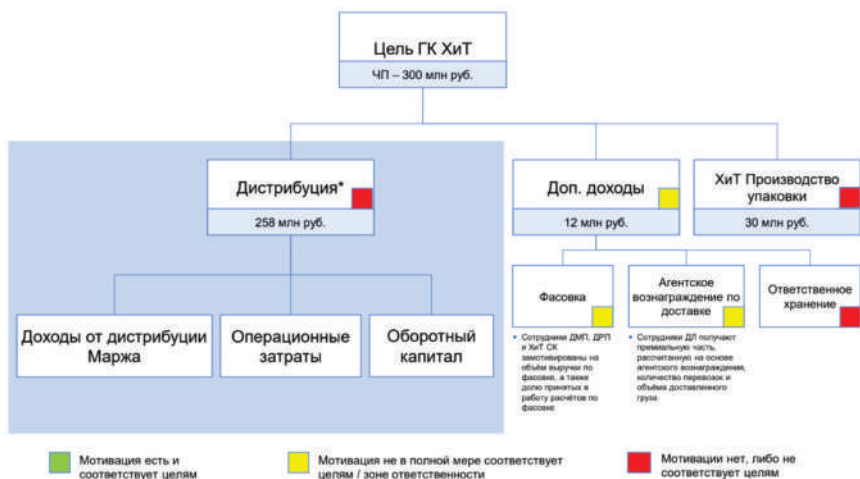 Цель ГК ХиТ
ЧП – 300 млн руб.
Дистрибуция*
258 млн руб.
Доп. доходы
12 млн руб.
ХиТ Производство
упаковки
30 млн руб.
Доходы от дистрибуции
Маржа
Операционные
затраты
Оборотный
капитал
Фасовка
Агентское
вознаграждение по
доставке
Ответственное
хранение
• Сотрудники ДМП, ДРП
и ХиТ СК
замотивированы на
объём выручки по
фасовке, а также
долю принятых в
работу расчётов по
фасовке
• Сотрудники ДЛ получают
премиальную часть,
рассчитанную на основе
агентского вознаграждения,
количество перевозок и
объёма доставленного
груза
Мотивация есть и
соответствует целям
Мотивация не в полной мере соответствует
целям / зоне ответственности
Мотивации нет, либо не
соответствует целям